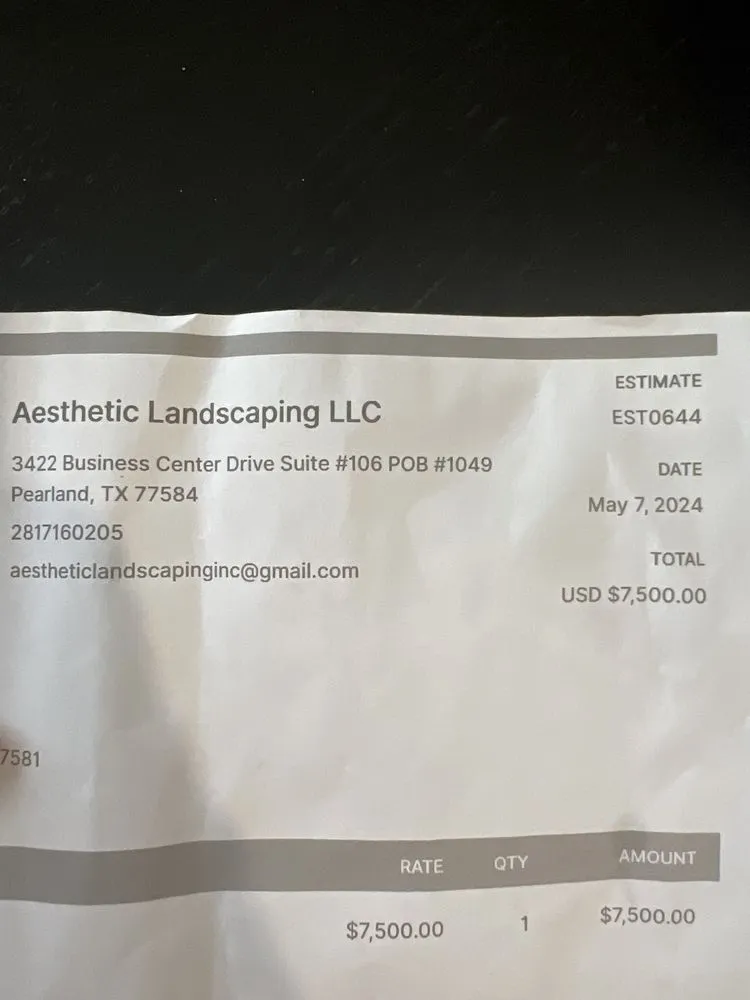 Aesthetic Landscaping LLC
3422 Business Center Drive Suite #106 POB #1049
Pearland, TX 77584
2817160205
aestheticlandscapinginc@gmail.com
ESTIMATE
EST0644
DATE
May 7, 2024
TOTAL
USD $7,500.00
7581
RATE QTY AMOUNT
$7,500.00 1 $7,500.00